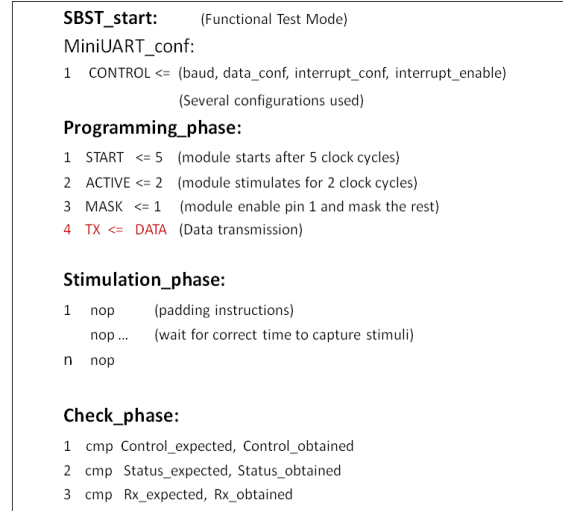 SBST_start: (Functional Test Mode)
MiniUART_conf:
1 CONTROL <= (baud, data_conf, interrupt_conf, interrupt_enable)
(Several configurations used)
Programming_phase:
1 START <= 5 (module starts after 5 clock cycles)
2 ACTIVE <= 2 (module stimulates for 2 clock cycles)
3 MASK <= 1 (module enable pin 1 and mask the rest)
4 TX <= DATA (Data transmission)
Stimulation_phase:
1 nop (padding instructions)
nop ... (wait for correct time to capture stimuli)
n nop
Check_phase:
1 cmp Control_expected, Control_obtained
2 cmp Status_expected, Status_obtained
3 cmp Rx_expected, Rx_obtained